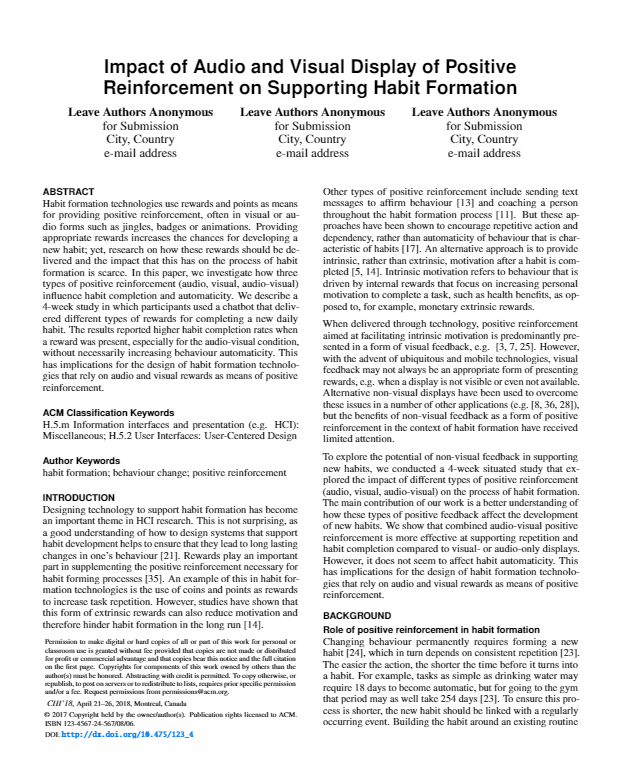 Impact of Audio and Visual Display of Positive
Reinforcement on Supporting Habit Formation
Leave Authors Anonymous
for Submission
City, Country
e-mail address
Leave Authors Anonymous
for Submission
City, Country
e-mail address
Leave Authors Anonymous
for Submission
City, Country
e-mail address
ABSTRACT
Habit formation technologies use rewards and points as means
for providing positive reinforcement, often in visual or au-
dio forms such as jingles, badges or animations. Providing
appropriate rewards increases the chances for developing a
new habit; yet, research on how these rewards should be de-
livered and the impact that this has on the process of habit
formation is scarce. In this paper, we investigate how three
types of positive reinforcement (audio, visual, audio-visual)
influence habit completion and automaticity. We describe a
4-week study in which participants used a chatbot that deliv-
ered different types of rewards for completing a new daily
habit. The results reported higher habit completion rates when
a reward was present, especially for the audio-visual condition,
without necessarily increasing behaviour automaticity. This
has implications for the design of habit formation technolo-
gies that rely on audio and visual rewards as means of positive
reinforcement.
ACM Classification Keywords
H.5.m Information interfaces and presentation (e.g. HCI):
Miscellaneous; H.5.2 User Interfaces: User-Centered Design
Author Keywords
habit formation; behaviour change; positive reinforcement
INTRODUCTION
Designing technology to support habit formation has become
an important theme in HCI research. This is not surprising, as
a good understanding of how to design systems that support
habit development helps to ensure that they lead to long lasting
changes in one's behaviour [21]. Rewards play an important
part in supplementing the positive reinforcement necessary for
habit forming processes [35]. An example of this in habit for-
mation technologies is the use of coins and points as rewards
to increase task repetition. However, studies have shown that
this form of extrinsic rewards can also reduce motivation and
therefore hinder habit formation in the long run [14].
Permission to make digital or hard copies of all or part of this work for personal or
classroom use is granted without fee provided that copies are not made or distributed
for profit or commercial advantage and that copies bear this notice and the full citation
on the first page. Copyrights for components of this work owned by others than the
author(s) must be honored. Abstracting with credit is permitted. To copy otherwise, or
republish, to post on servers or to redistribute to lists, requires prior specific permission
and/or a fee. Request permissions from permissions@acm.org.
CHI'18, April 21–26, 2018, Montreal, Canada
© 2017 Copyright held by the owner/author(s). Publication rights licensed to ACM.
ISBN 123-4567-24-567/08/06.
DOI: http://dx.doi.org/10.475/123_4
Other types of positive reinforcement include sending text
messages to affirm behaviour [13] and coaching a person
throughout the habit formation process [11]. But these ap-
proaches have been shown to encourage repetitive action and
dependency, rather than automaticity of behaviour that is char-
acteristic of habits [17]. An alternative approach is to provide
intrinsic, rather than extrinsic, motivation after a habit is com-
pleted [5, 14]. Intrinsic motivation refers to behaviour that is
driven by internal rewards that focus on increasing personal
motivation to complete a task, such as health benefits, as op-
posed to, for example, monetary extrinsic rewards.
When delivered through technology, positive reinforcement
aimed at facilitating intrinsic motivation is predominantly pre-
sented in a form of visual feedback, e.g. [3, 7, 25]. However,
with the advent of ubiquitous and mobile technologies, visual
feedback may not always be an appropriate form of presenting
rewards, e.g. when a display is not visible or even not available.
Alternative non-visual displays have been used to overcome
these issues in a number of other applications (e.g. [8, 36, 28]),
but the benefits of non-visual feedback as a form of positive
reinforcement in the context of habit formation have received
limited attention.
To explore the potential of non-visual feedback in supporting
new habits, we conducted a 4-week situated study that ex-
plored the impact of different types of positive reinforcement
(audio, visual, audio-visual) on the process of habit formation.
The main contribution of our work is a better understanding of
how these types of positive feedback affect the development
of new habits. We show that combined audio-visual positive
reinforcement is more effective at supporting repetition and
habit completion compared to visual- or audio-only displays.
However, it does not seem to affect habit automaticity. This
has implications for the design of habit formation technolo-
gies that rely on audio and visual rewards as means of positive
reinforcement.
BACKGROUND
Role of positive reinforcement in habit formation
Changing behaviour permanently requires forming a new
habit [24], which in turn depends on consistent repetition [23].
The easier the action, the shorter the time before it turns into
a habit. For example, tasks as simple as drinking water may
require 18 days to become automatic, but for going to the gym
that period may as well take 254 days [23]. To ensure this pro-
cess is shorter, the new habit should be linked with a regularly
occurring event. Building the habit around an existing routine